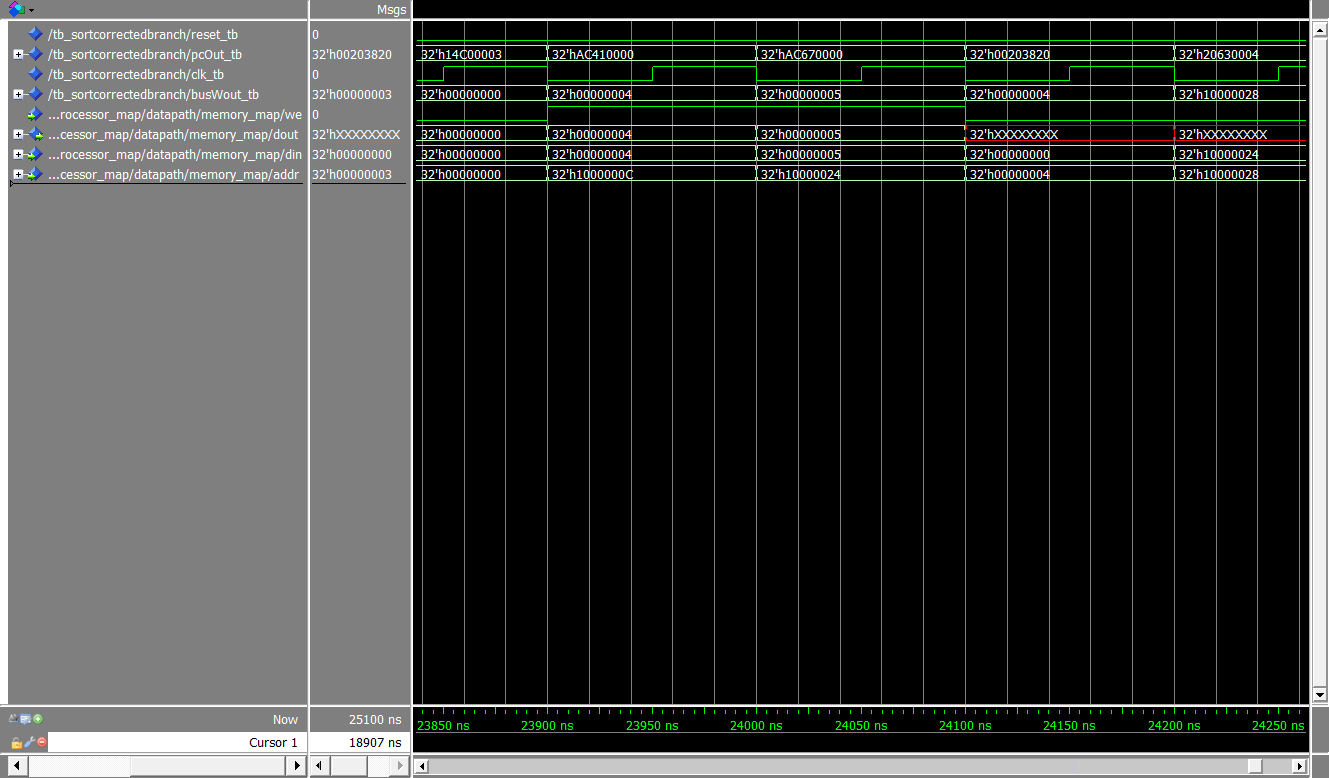 Msgs
/tb_sortcorrectedbranch/reset_tb 0
/tb_sortcorrectedbranch/pcOut_tb 32'h00203820 32'h14C00003 32'hAC410000 32'hAC670000 32'h00203820 32'h20630004
/tb_sortcorrectedbranch/clk_tb 0
/tb_sortcorrectedbranch/busWout_tb 32'h00000003 32'h00000000 32'h00000004 32'h00000005 32'h00000004 32'h10000028
...rocessor_map/datapath/memory_map/we 0
...cessor_map/datapath/memory_map/dout 32'hXXXXXXXX 32'h00000000 32'h00000004 32'h00000005 32'hXXXXXXXX 32'hXXXXXXXX
...rocessor_map/datapath/memory_map/din 32'h00000000 32'h00000000 32'h00000004 32'h00000005 32'h00000000 32'h10000024
...cessor_map/datapath/memory_map/addr 32'h00000003 32'h00000000 32'h1000000C 32'h10000024 32'h00000004 32'h10000028
Now 25100 ns 23850 ns 23900 ns 23950 ns 24000 ns 24050 ns 24100 ns 24150 ns 24200 ns 24250 ns
Cursor 1 18907 ns